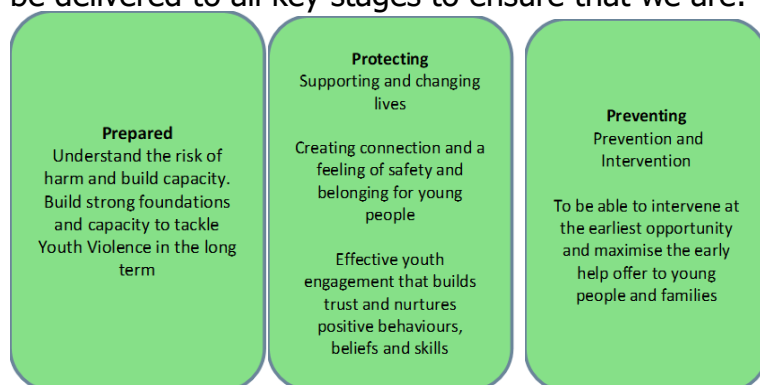 be delivered to all key stages to ensure that we are:
Prepared
Understand the risk of
harm and build capacity.
Build strong foundations
and capacity to tackle
Youth Violence in the long
term
Protecting
Supporting and changing
lives
Creating connection and a
feeling of safety and
belonging for young
people
Effective youth
engagement that builds
trust and nurtures
positive behaviours,
beliefs and skills
Preventing
Prevention and
Intervention
To be able to intervene at
the earliest opportunity
and maximise the early
help offer to young
people and families